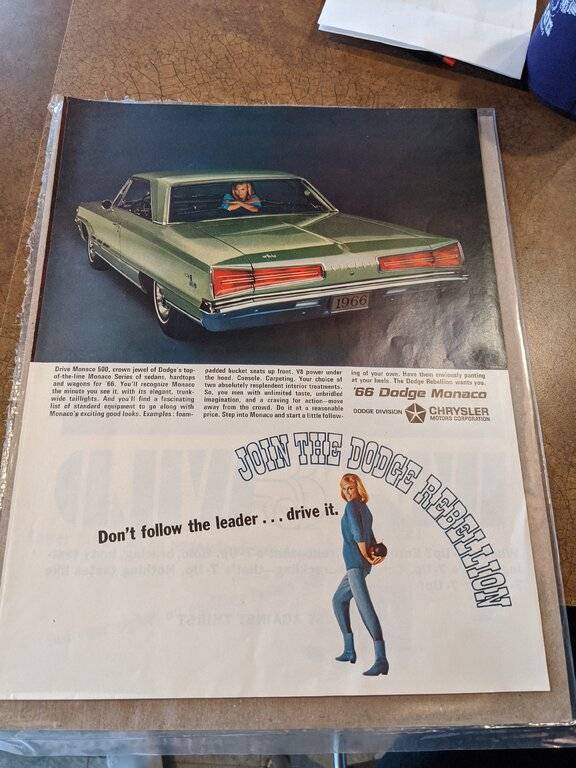 DODGE
1966
Drive Monaco 500, crown jewel of Dodge's top-
of-the-line Monaco Series of sedans, hardtops
and wagons for '66. You'll recognize Monaco
the minute you see it, with its elegant, trunk-
wide taillights. And you'll find a fascinating
list of standard equipment to go along with
Monaco's exciting good looks. Examples: foam-
padded bucket seats up front. V8 power under
the hood. Console. Carpeting. Your choice of
two absolutely resplendent interior treatments.
So, you men with unlimited taste, unbridled
imagination, and a craving for action—move
away from the crowd. Do it at a reasonable
price. Step into Monaco and start a little follow-
ing of your own. Have them enviously panting
at your heels. The Dodge Rebellion wants you.
'66 Dodge Monaco
DODGE DIVISION CHRYSLER
MOTORS CORPORATION
JOIN THE DODGE REBELLION
Don't follow the leader . . . drive it.